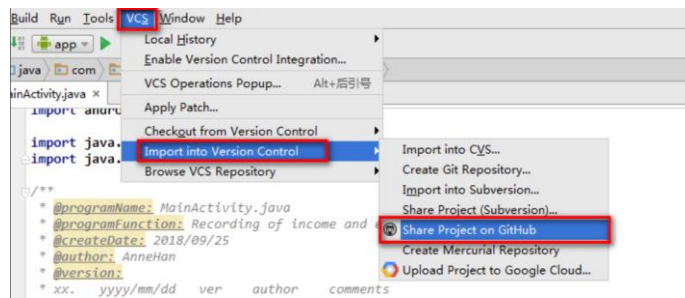 Build Run Tools VCS Window Help
app
Local History
Enable Version Control Integration...
java com
VCS Operations Popup... Alt+后引号
ainActivity.java ×
Apply Patch...
import
Checkout from Version Control
import java.
Import into Version Control
import java.
Browse VCS Repository
Import into CVS...
Create Git Repository...
Import into Subversion...
Share Project (Subversion)...
Share Project on GitHub
Create Mercurial Repository
Upload Project to Google Cloud...
/**
* @programName: MainActivity.java
* @programFunction: Recording of income and
* @createDate: 2018/09/25
* @author: AnneHan
* @version:
* xx. yyyy/mm/dd ver author comments